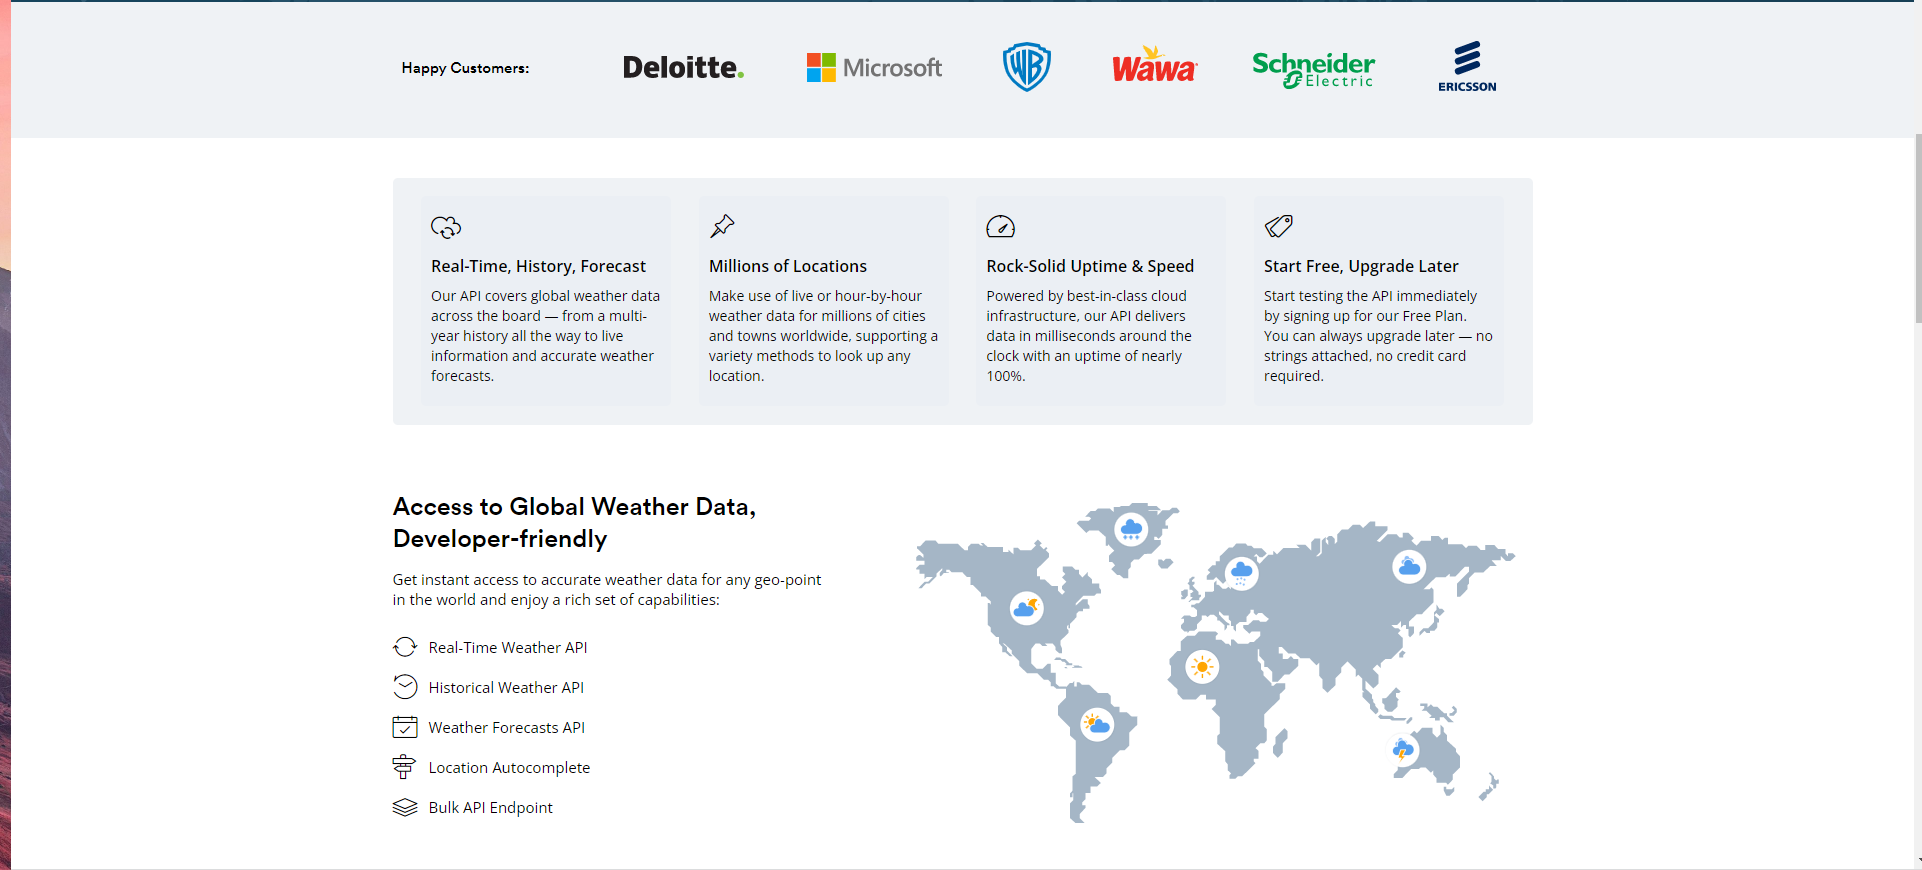 Happy Customers:
Deloitte.
Microsoft
WB
Wawa
Schneider
Electric
ERICSSON
Real-Time, History, Forecast
Our API covers global weather data
across the board — from a multi-
year history all the way to live
information and accurate weather
forecasts.
Millions of Locations
Make use of live or hour-by-hour
weather data for millions of cities
and towns worldwide, supporting a
variety methods to look up any
location.
Rock-Solid Uptime & Speed
Powered by best-in-class cloud
infrastructure, our API delivers
data in milliseconds around the
clock with an uptime of nearly
100%.
Start Free, Upgrade Later
Start testing the API immediately
by signing up for our Free Plan.
You can always upgrade later — no
strings attached, no credit card
required.
Access to Global Weather Data,
Developer-friendly
Get instant access to accurate weather data for any geo-point
in the world and enjoy a rich set of capabilities:
Real-Time Weather API
Historical Weather API
Weather Forecasts API
Location Autocomplete
Bulk API Endpoint